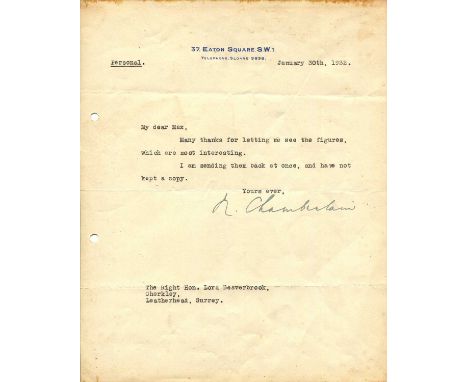 37, EATON SQUARE. S.W.1
TELEPHONE: SLOANE 9696.
Personal.
January 30th, 1932.
My dear Max,
Many thanks for letting me see the figures,
which are most interesting.
I am sending them back at once, and have not
kept a copy.
Yours ever,
N. Chamberlain
The Right Hon. Lord Beaverbrook,
Cherkley,
Leatherhead, Surrey.